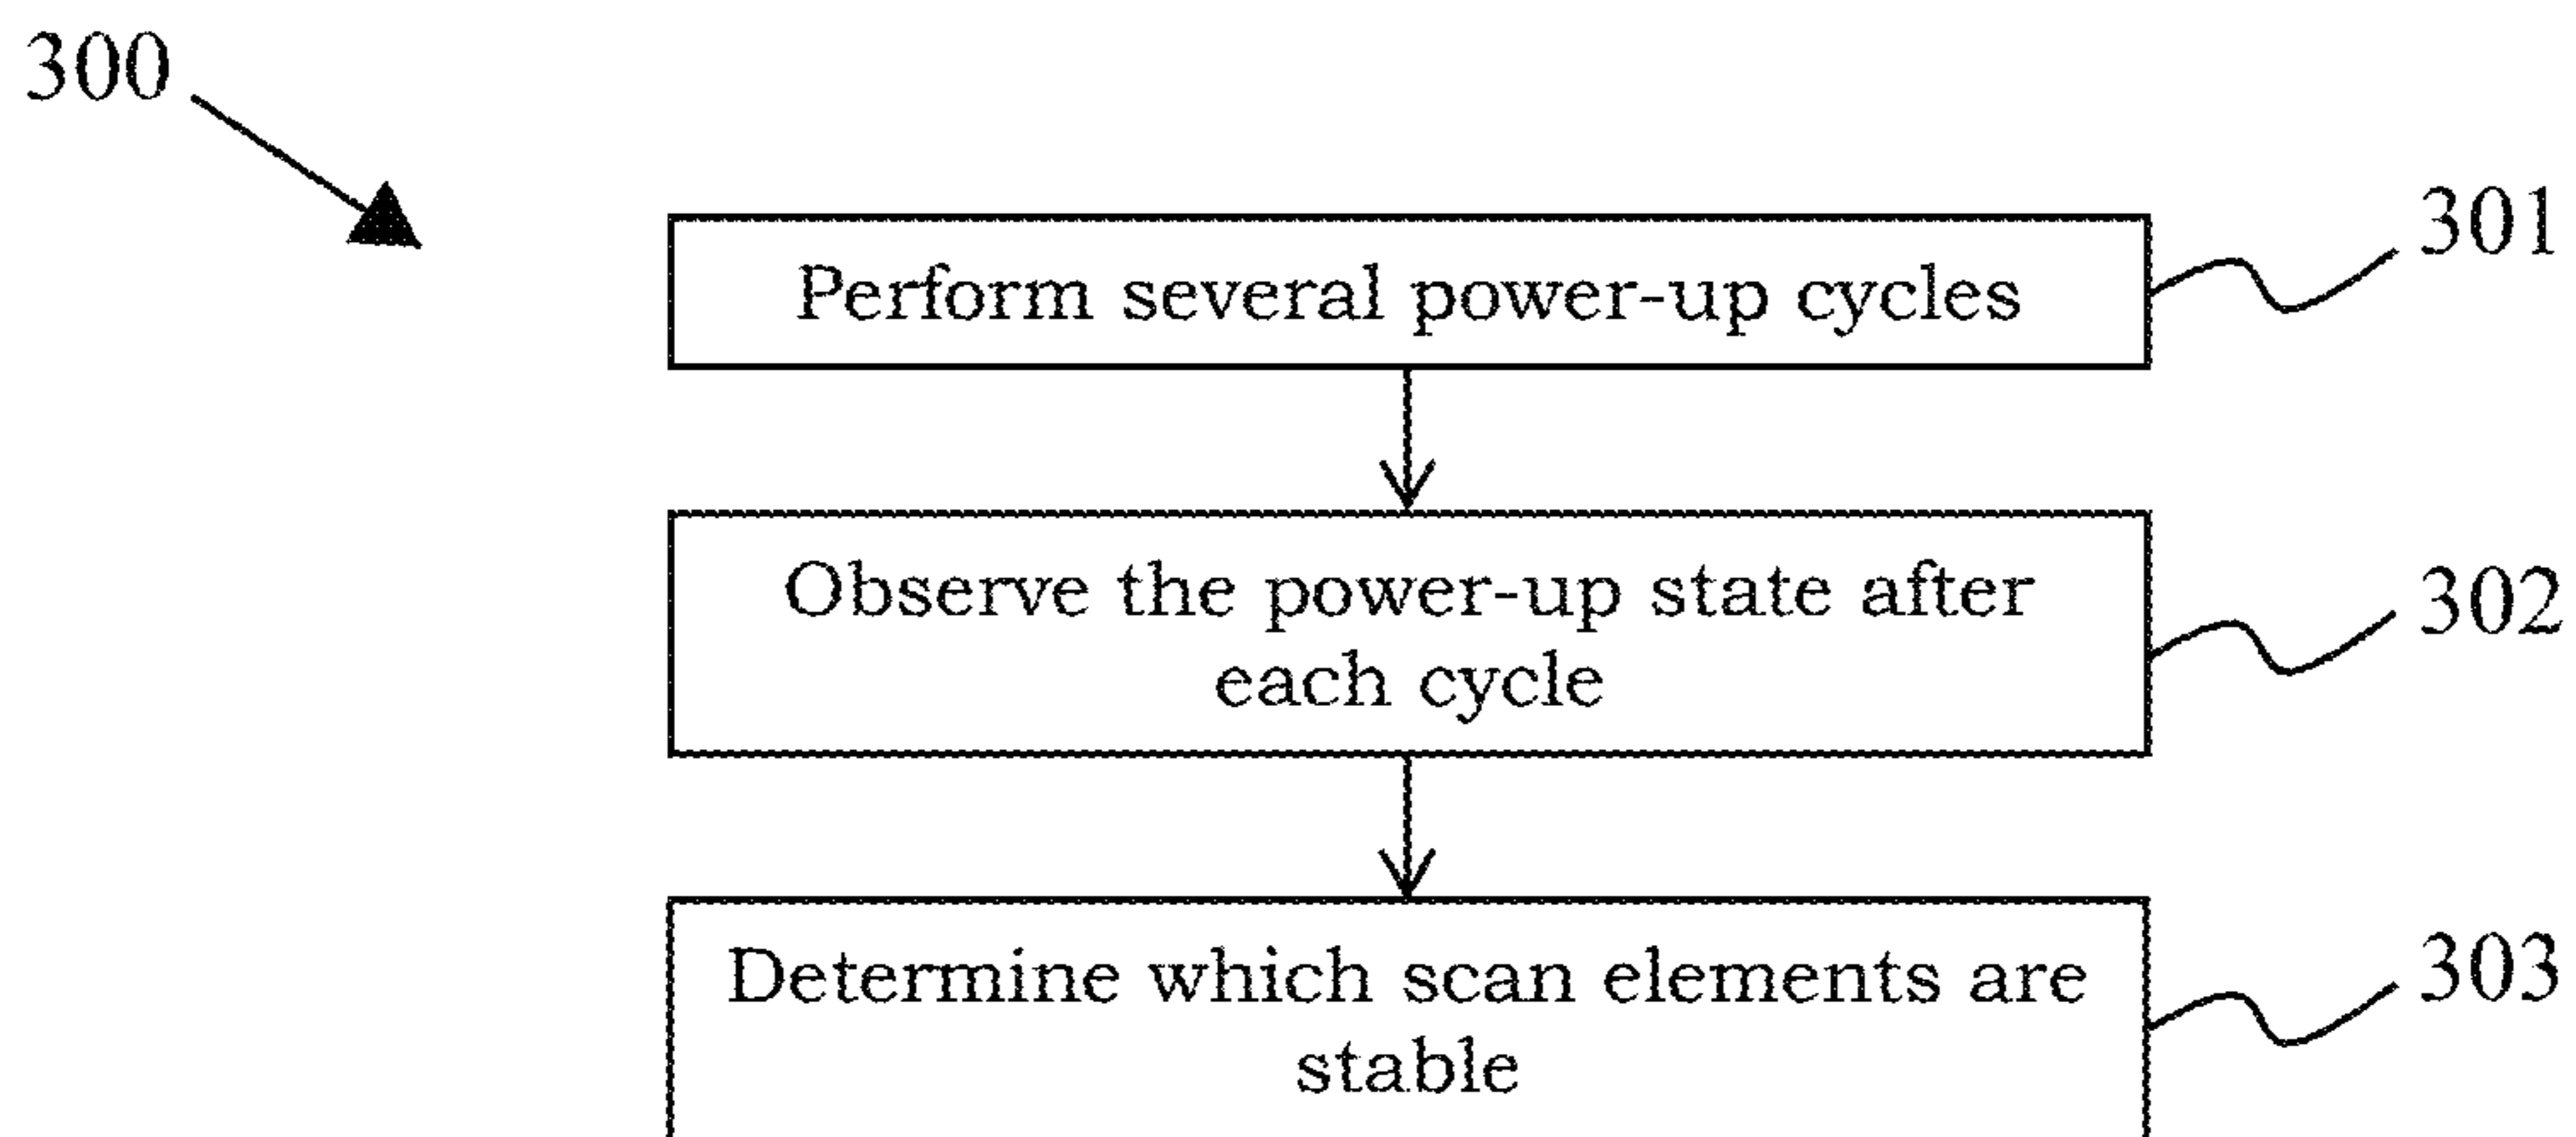 300
301
Perform several power-up cycles
Observe the power-up state after
302
each cycle
303
Determine which scan elements are
stable